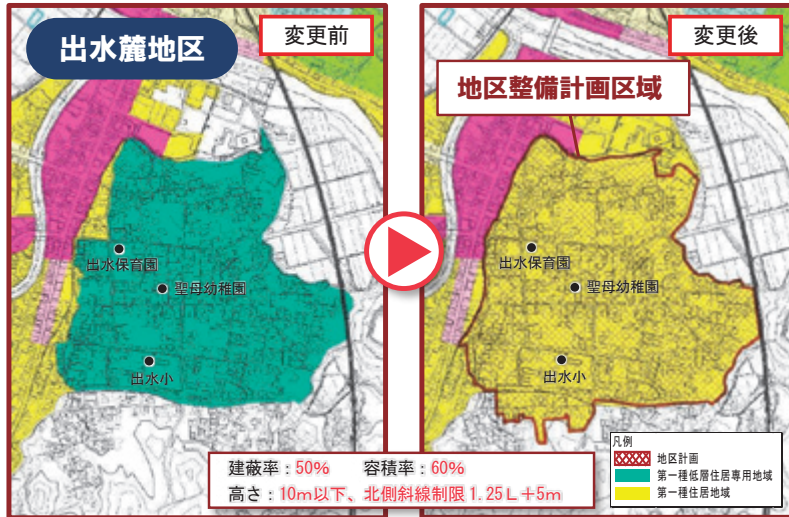 出水麓地区
変更前
出水保育園
聖母幼稚園
出水小
変更後
地区整備計画区域
出水保育園
聖母幼稚園
出水小
凡例
地区計画
第一種低層住居専用地域
第一種住居地域
建蔽率：50%　容積率：60%
高さ：10m以下、北側斜線制限1.25L＋5m